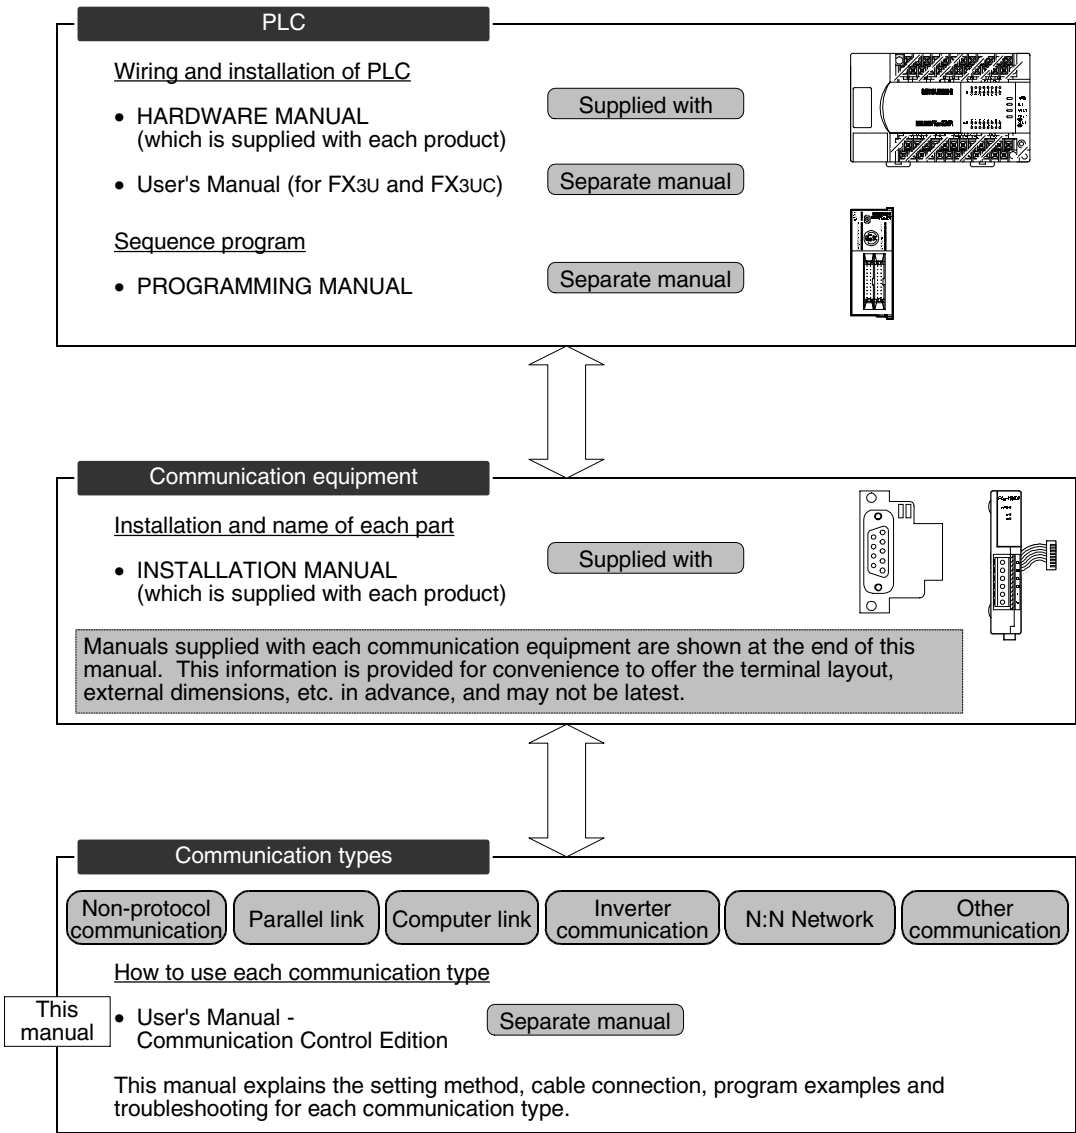 PLC
Wiring and installation of PLC
• HARDWARE MANUAL
(which is supplied with each product)
Supplied with
• User's Manual (for FX3U and FX3UC)
Separate manual
Sequence program
• PROGRAMMING MANUAL
Separate manual
Communication equipment
Installation and name of each part
• INSTALLATION MANUAL
(which is supplied with each product)
Supplied with
Manuals supplied with each communication equipment are shown at the end of this
manual. This information is provided for convenience to offer the terminal layout,
external dimensions, etc. in advance, and may not be latest.
Communication types
Non-protocol
communication
Parallel link
Computer link
Inverter
communication
N:N Network
Other
communication
How to use each communication type
This
manual
• User's Manual -
Communication Control Edition
Separate manual
This manual explains the setting method, cable connection, program examples and
troubleshooting for each communication type.